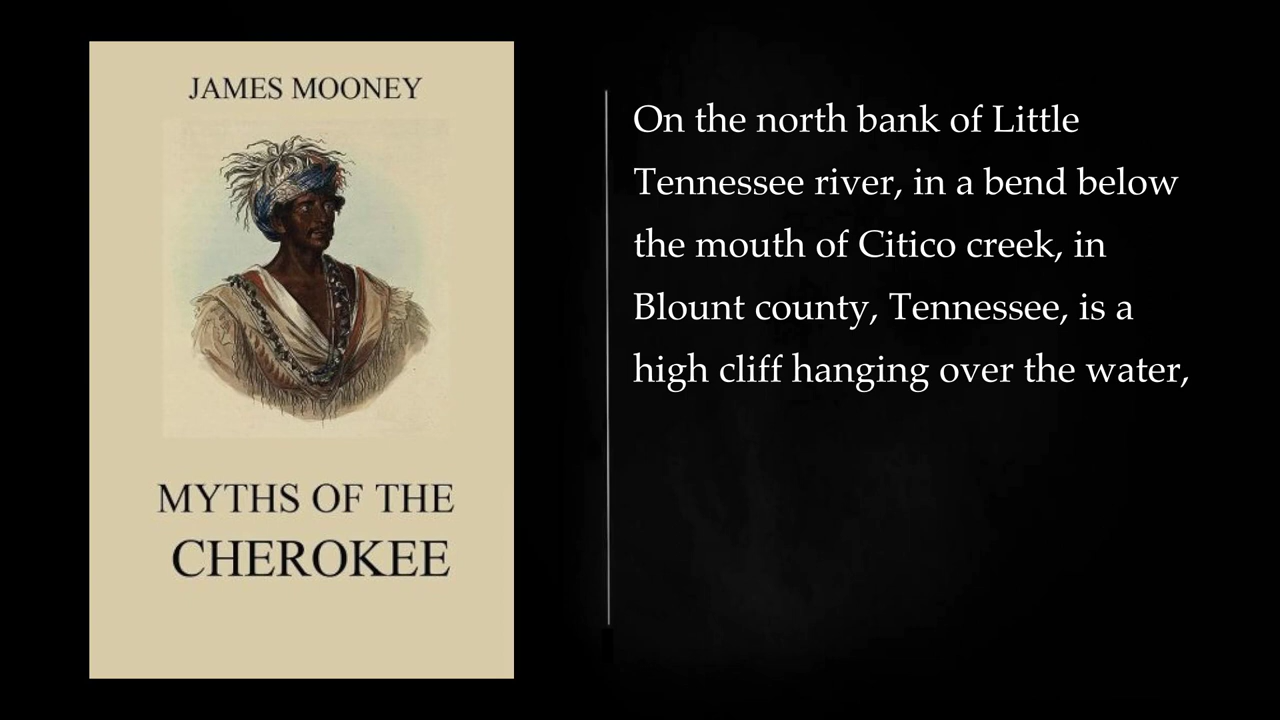 JAMES MOONEY
MYTHS OF THE
CHEROKEE
On the north bank of Little
Tennessee river, in a bend below
the mouth of Citico creek, in
Blount county, Tennessee, is a
high cliff hanging over the water,